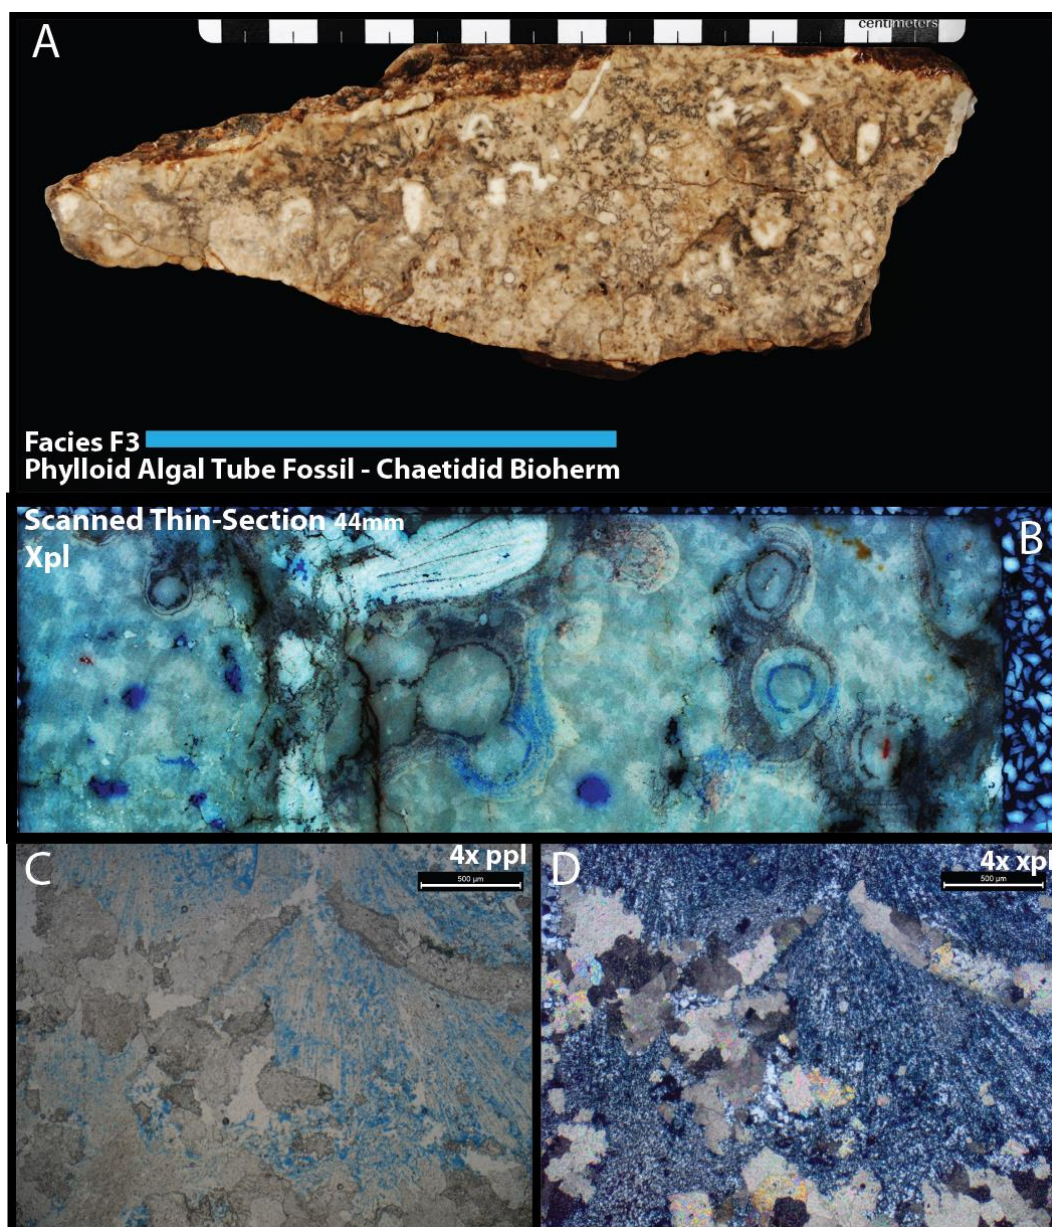 A
centimeters
Facies F3
Phylloid Algal Tube Fossil - Chaetidid Bioherm
Scanned Thin-Section 44mm
Xpl
B
C
4x ppl
500 µm
D
4x xpl
500 µm